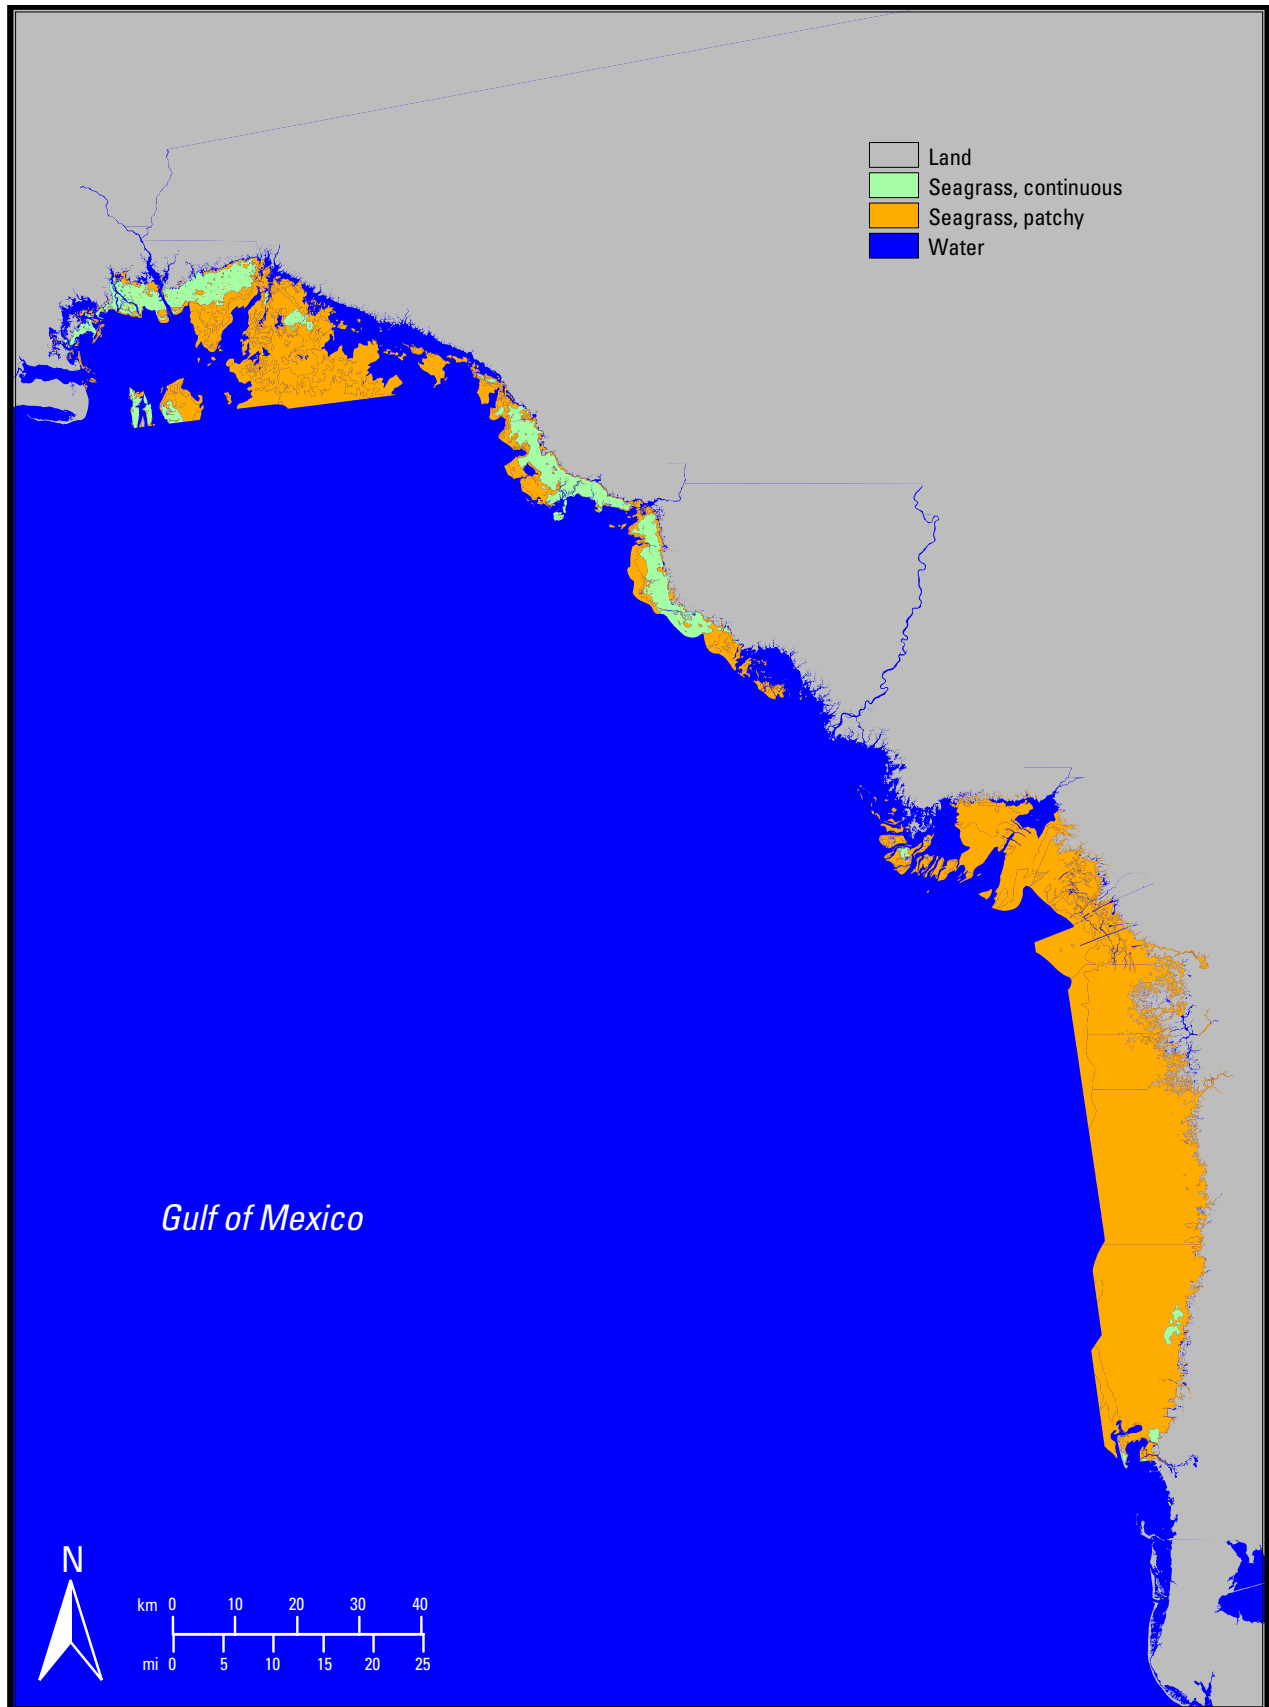 Land
Seagrass, continuous
Seagrass, patchy
Water
Gulf of Mexico
N
km 0 10 20 30 40
mi 0 5 10 15 20 25